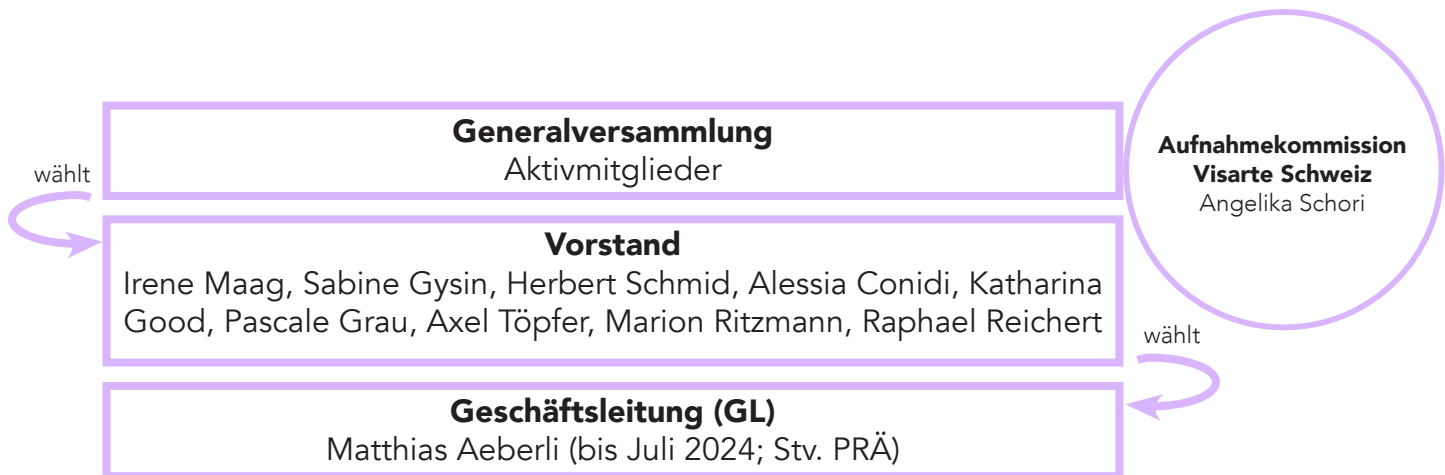 Generalversammlung
Aktivmitglieder
Aufnahmekommission
Visarte Schweiz
Angelika Schori
wählt
Vorstand
Irene Maag, Sabine Gysin, Herbert Schmid, Alessia Conidi, Katharina
Good, Pascale Grau, Axel Töpfer, Marion Ritzmann, Raphael Reichert
wählt
Geschäftsleitung (GL)
Matthias Aeberli (bis Juli 2024; Stv. PRÄ)